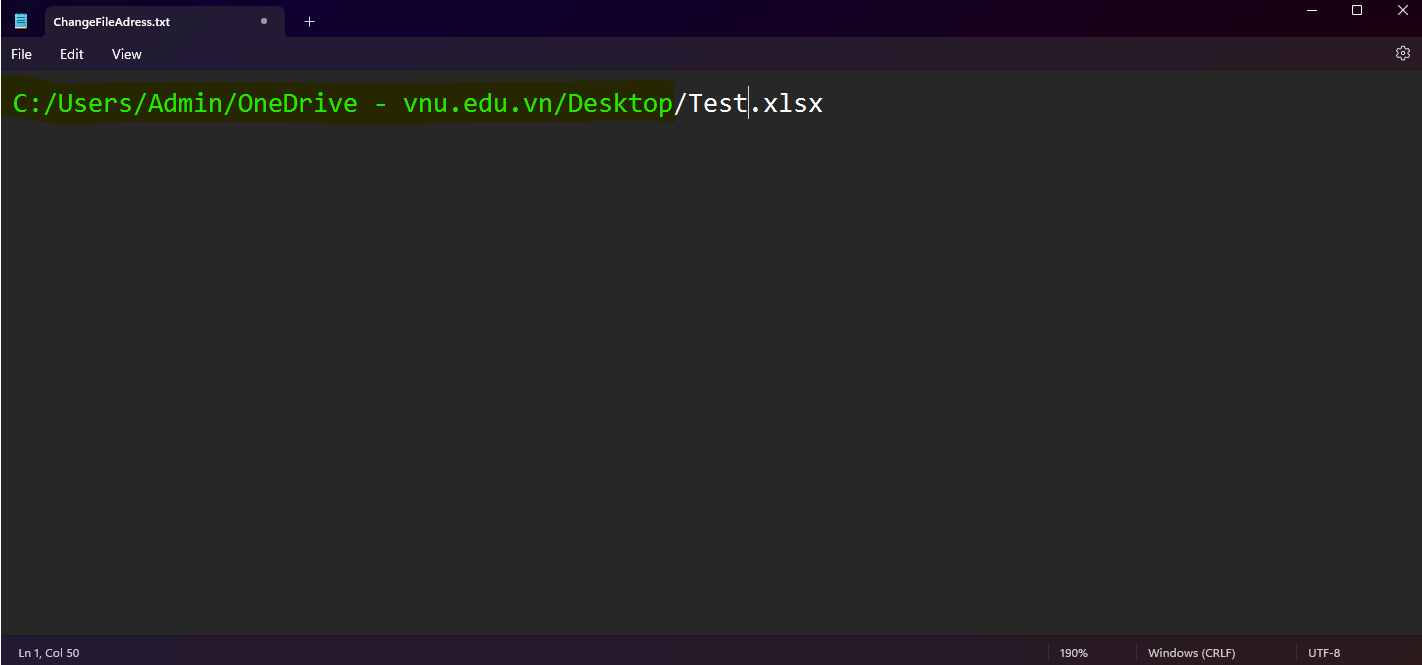 ChangeFileAdress.txt
File Edit View
C:/Users/Admin/OneDrive - vnu.edu.vn/Desktop/Test.xlsx
Ln 1, Col 50 190% Windows (CRLF) UTF-8